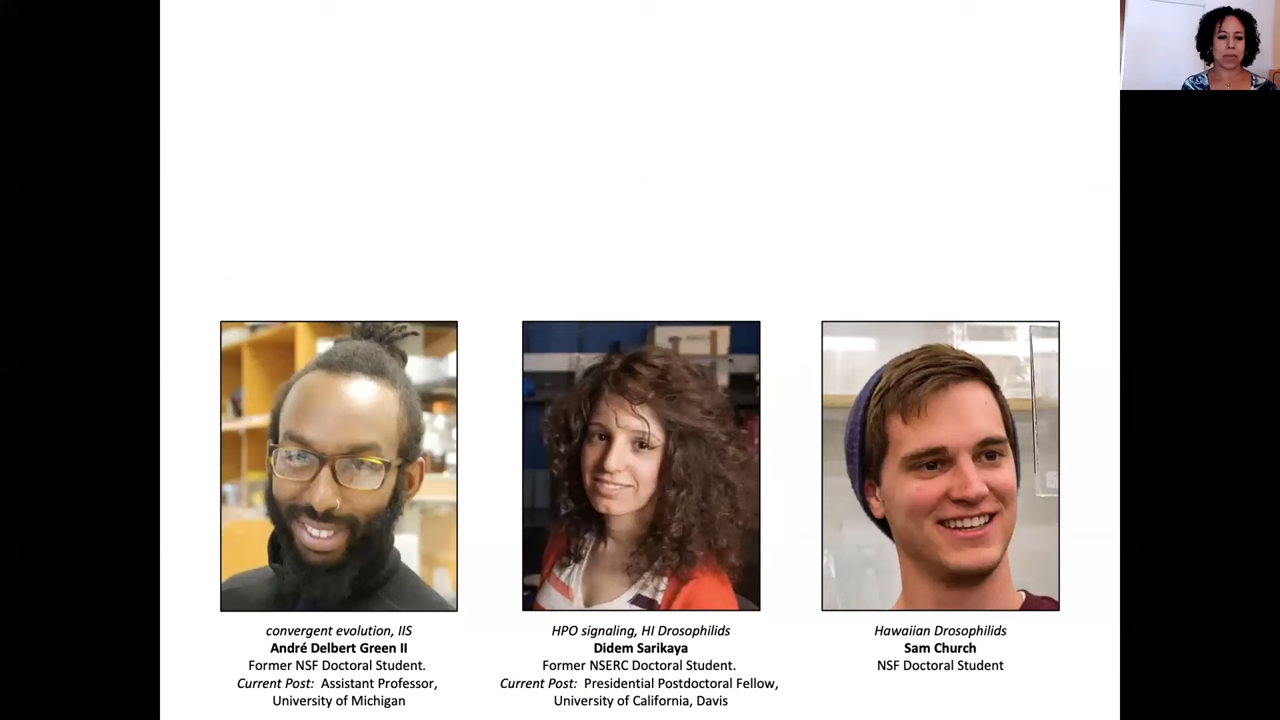 convergent evolution, IIS
André Delbert Green II
Former NSF Doctoral Student.
Current Post:  Assistant Professor,
University of Michigan
HPO signaling, HI Drosophilids
Didem Sarikaya
Former NSERC Doctoral Student.
Current Post:  Presidential Postdoctoral Fellow,
University of California, Davis
Hawaiian Drosophilids
Sam Church
NSF Doctoral Student